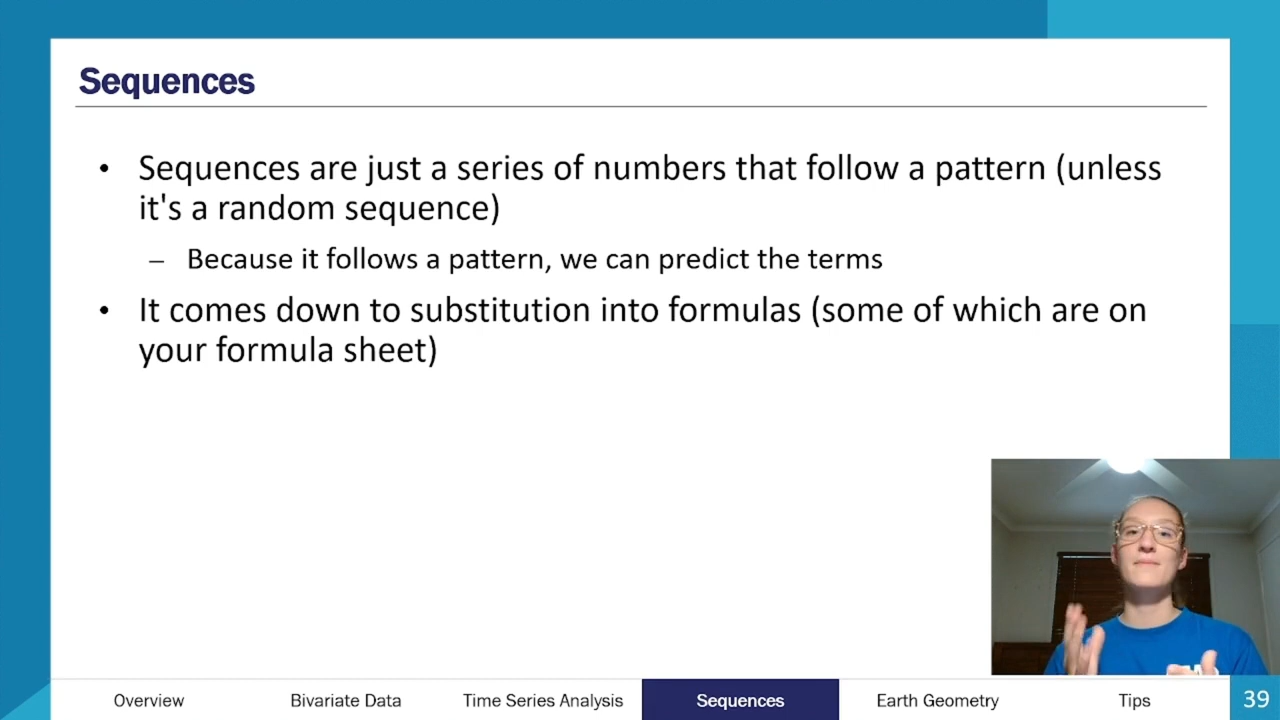 Sequences
• Sequences are just a series of numbers that follow a pattern (unless
it's a random sequence)
– Because it follows a pattern, we can predict the terms
• It comes down to substitution into formulas (some of which are on
your formula sheet)
Overview Bivariate Data Time Series Analysis Sequences Earth Geometry Tips 39